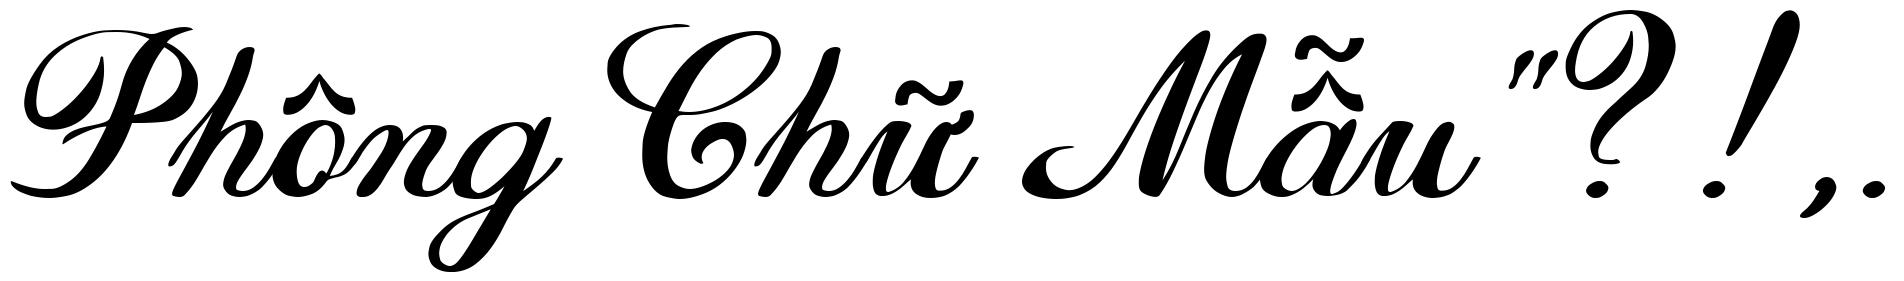 Phông Chữ Mẫu "? ! ,.